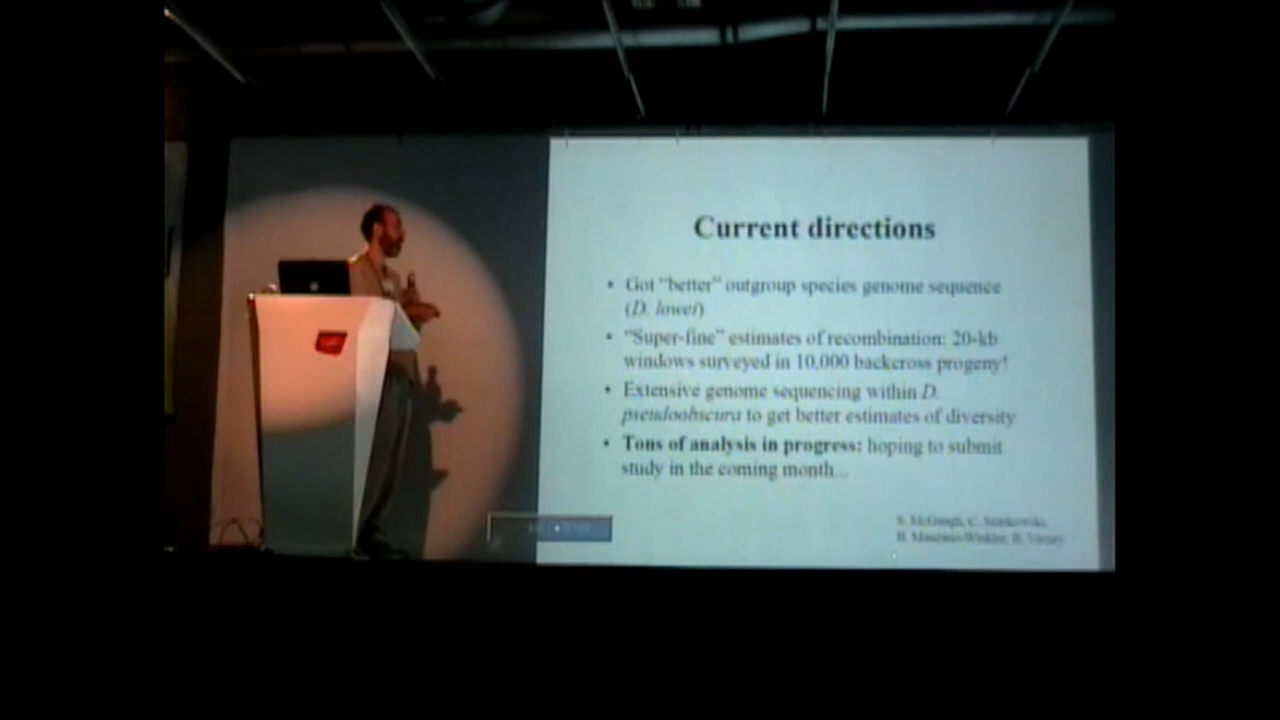 Current directions
• Got "better" outgroup species genome sequence
(D. lowei)
• "Super-fine" estimates of recombination: 20-kb
windows surveyed in 10,000 backcross progeny!
• Extensive genome sequencing within D.
pseudoobscura to get better estimates of diversity
• Tons of analysis in progress: hoping to submit
study in the coming month...
S. McGaugh, C.